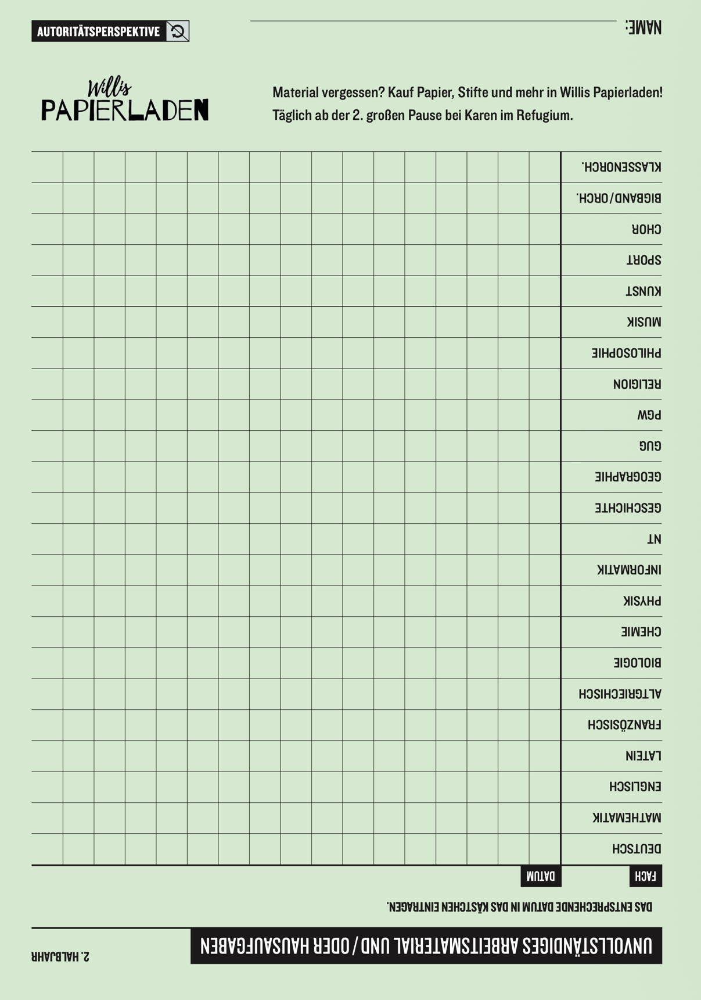 AUTORITÄTSPERSPEKTIVE
NAME:
Willis
PAPIERLADEN
Material vergessen? Kauf Papier, Stifte und mehr in Willis Papierladen!
Täglich ab der 2. großen Pause bei Karen im Refugium.
UNVOLLSTÄNDIGES ARBEITSMATERIAL UND / ODER HAUSAUFGABEN
2. HALBJAHR
DAS ENTSPRECHENDE DATUM IN DAS KÄSTCHEN EINTRAGEN.
FACH
DATUM
DEUTSCH
MATHEMATIK
ENGLISCH
LATEIN
FRANZÖSISCH
ALTGRIECHISCH
BIOLOGIE
CHEMIE
PHYSIK
INFORMATIK
NT
GESCHICHTE
GEOGRAPHIE
GUG
PGW
RELIGION
PHILOSOPHIE
MUSIK
KUNST
SPORT
CHOR
BIGBAND/ORCH.
KLASSENORCH.